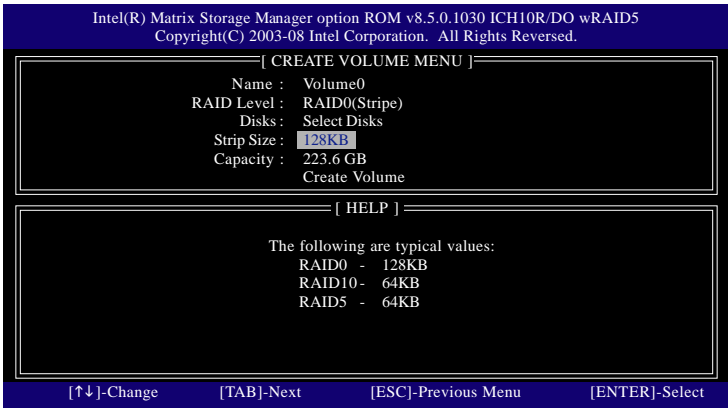 Intel(R) Matrix Storage Manager option ROM v8.5.0.1030 ICH10R/DO wRAID5
Copyright(C) 2003-08 Intel Corporation. All Rights Reversed.
[ CREATE VOLUME MENU ]
Name : Volume0
RAID Level : RAID0(Stripe)
Disks : Select Disks
Strip Size : 128KB
Capacity : 223.6 GB
Create Volume
[ HELP ]
The following are typical values:
RAID0 - 128KB
RAID10 - 64KB
RAID5 - 64KB
[↑↓]-Change [TAB]-Next [ESC]-Previous Menu [ENTER]-Select